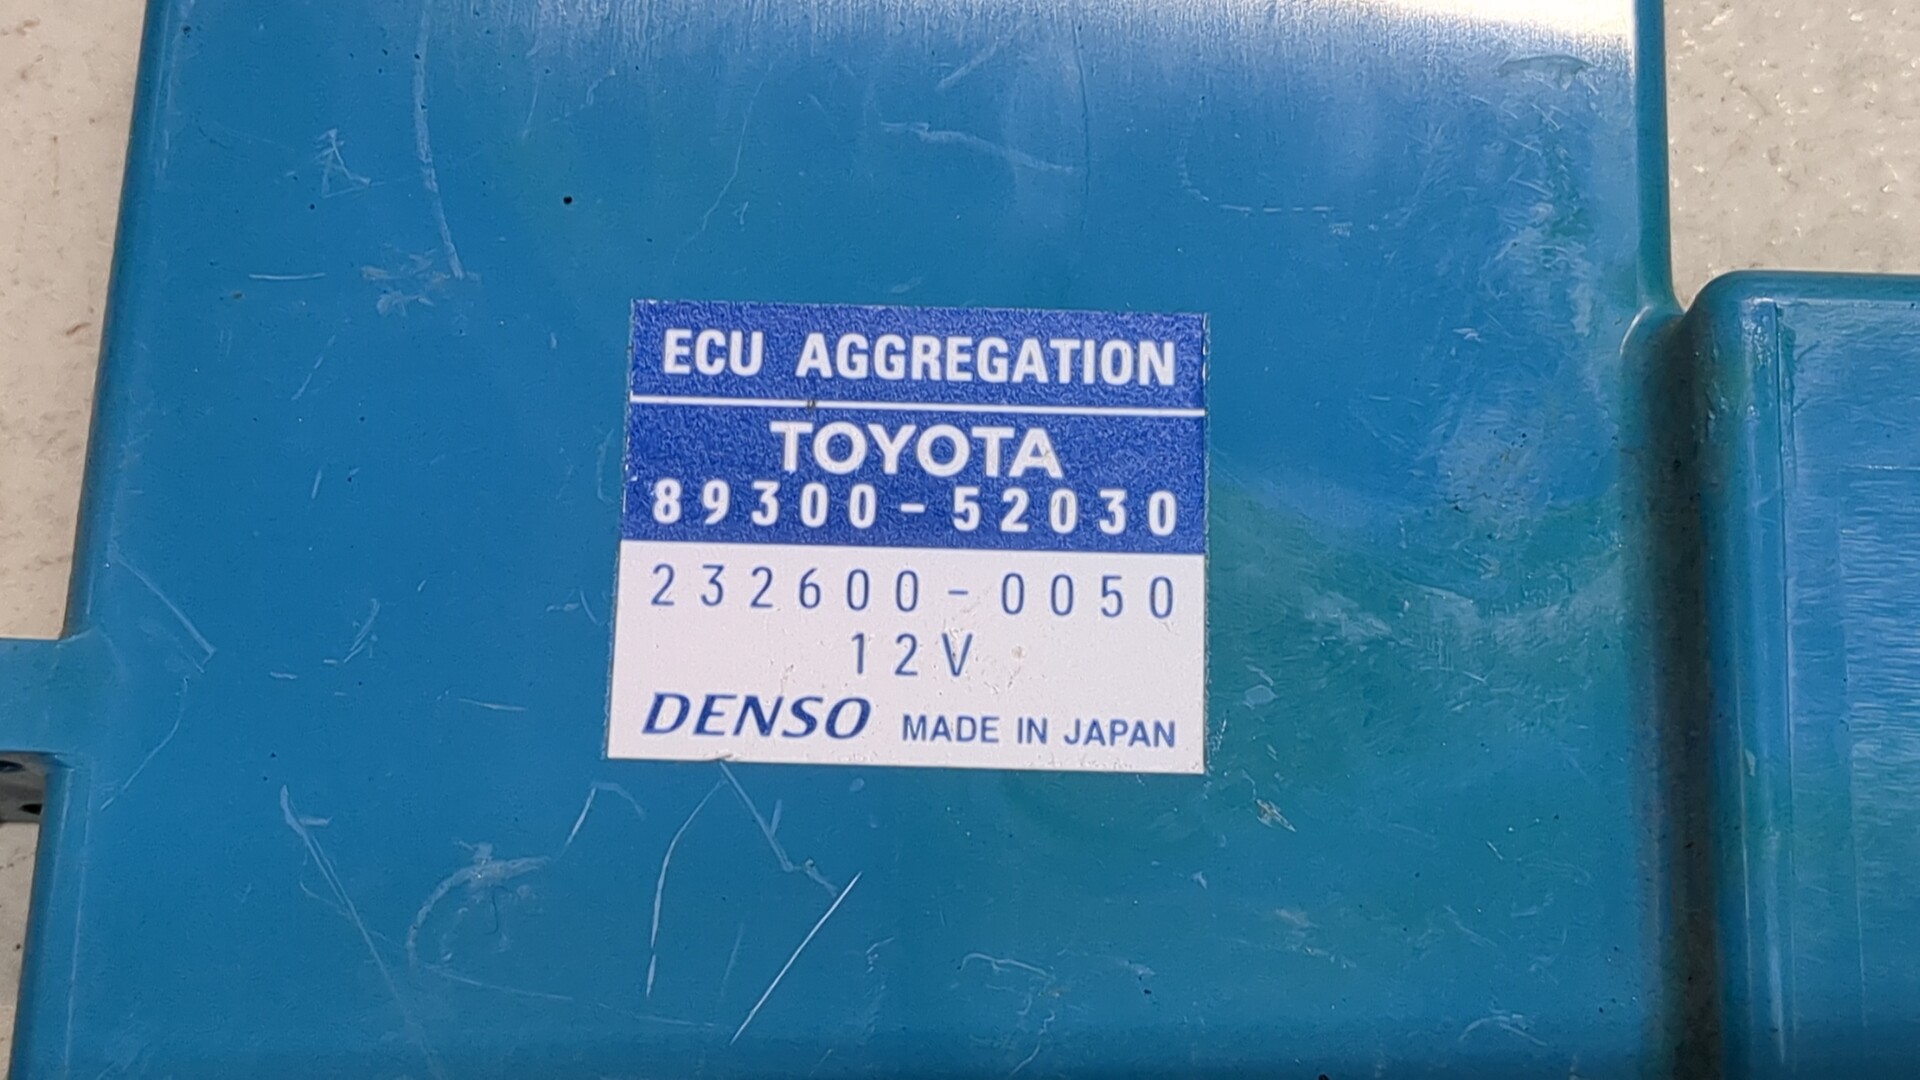 ECU AGGREGATION
TOYOTA
89300-52030
232600-0050
12V
DENSO MADE IN JAPAN